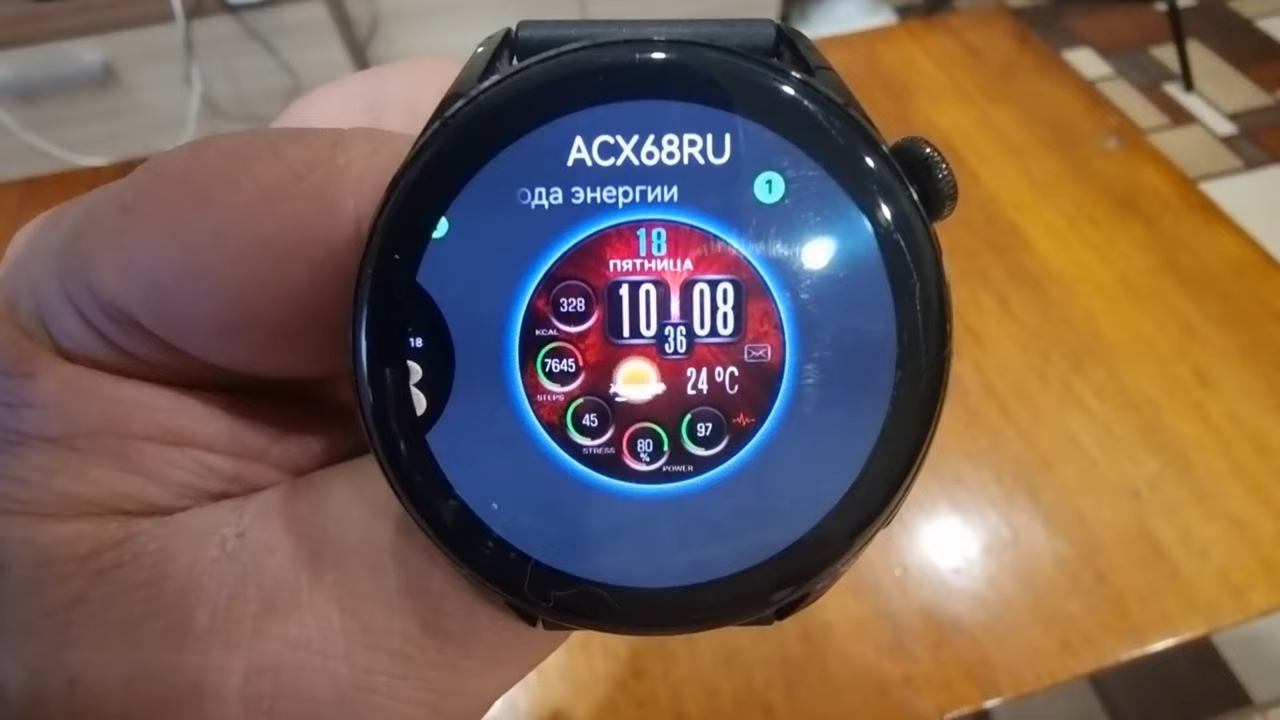 ACX68RU
ода энергии
1
18
ПЯТНИЦА
10 08
36
328
KCAL
7645
STEPS
24 °C
45
STRESS
80
%
POWER
97
18